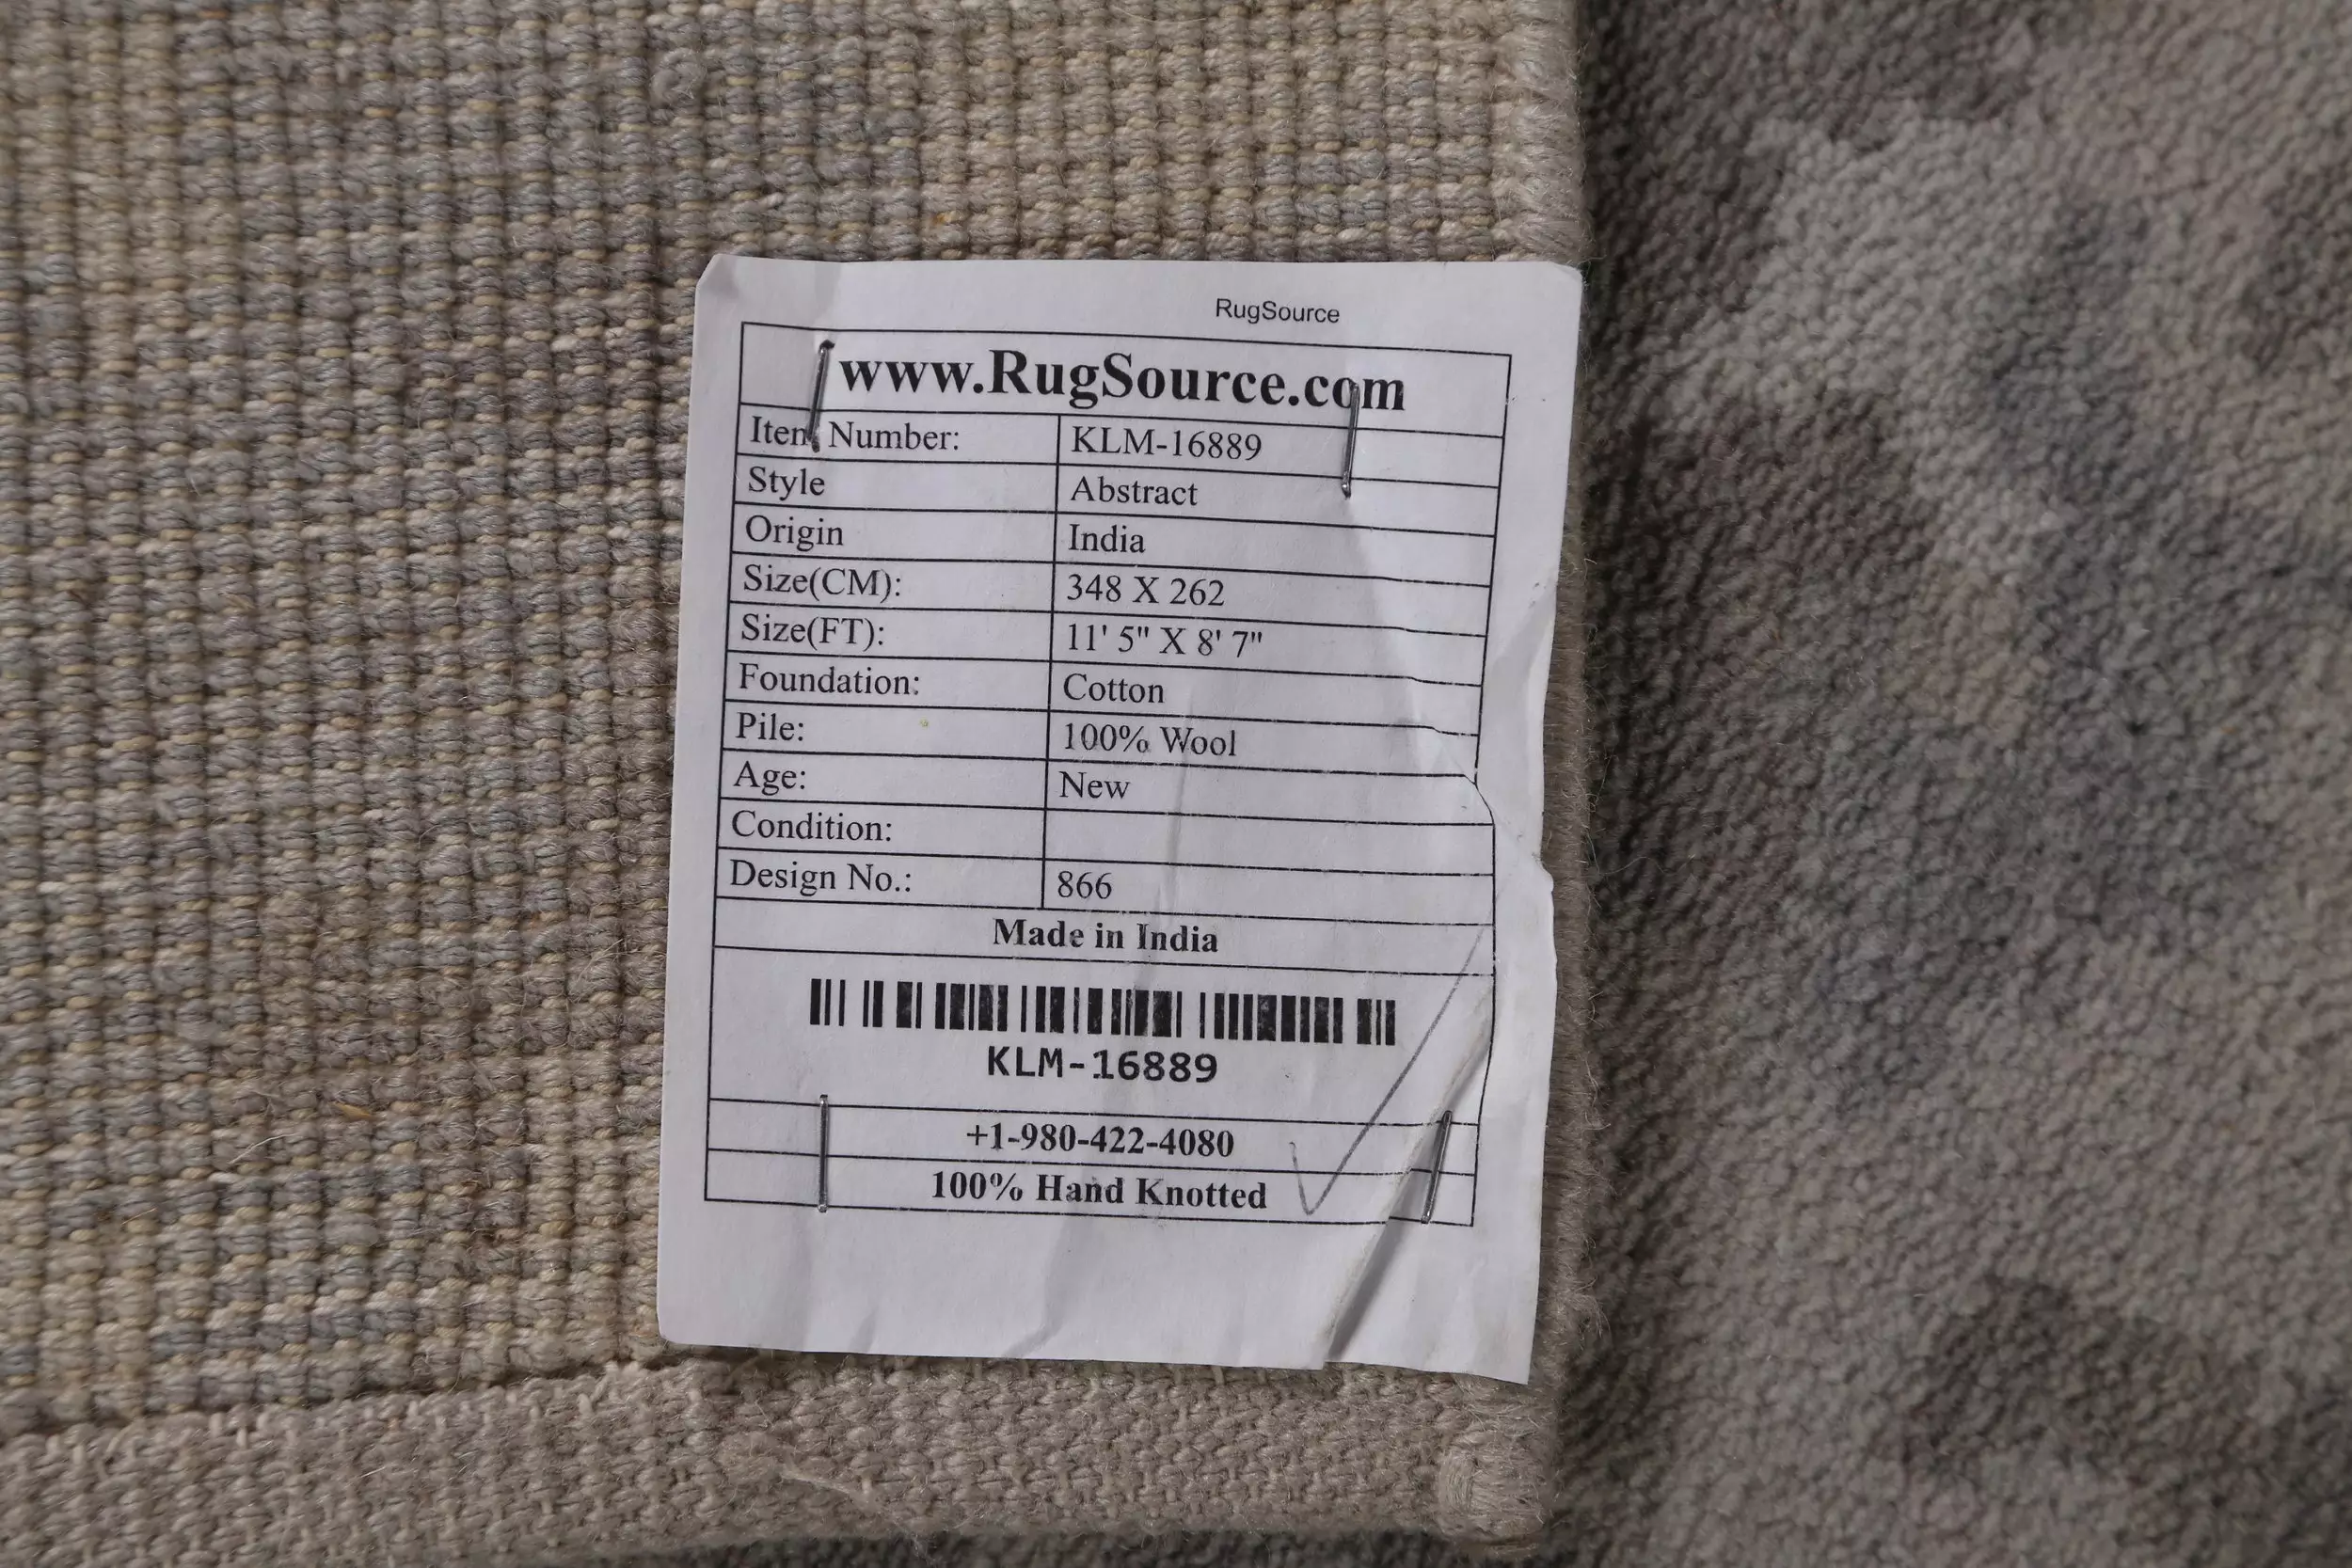 RugSource
www.RugSource.com
Item Number: KLM-16889
Style Abstract
Origin India
Size(CM): 348 X 262
Size(FT): 11' 5" X 8' 7"
Foundation: Cotton
Pile: 100% Wool
Age: New
Condition:
Design No.: 866
Made in India
KLM-16889
+1-980-422-4080
100% Hand Knotted